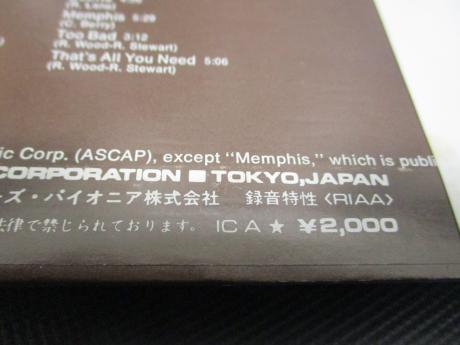 (R. Lane)
Memphis 5:29
(C. Berry)
Too Bad 3:12
(R. Wood-R. Stewart)
That's All You Need 5:06
(R. Wood-R. Stewart)
ic Corp. (ASCAP), except "Memphis," which is publi
CORPORATION ■ TOKYO, JAPAN
ーズ・パイオニア株式会社 録音特性〈RIAA〉
法律で禁じられております。 ICA ★ ¥2,000